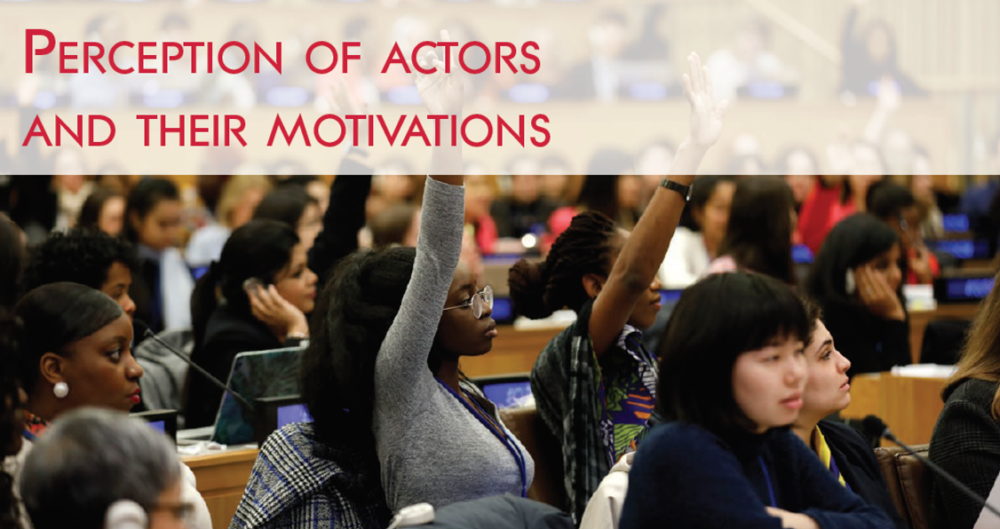 PERCEPTION OF ACTORS
AND THEIR MOTIVATIONS